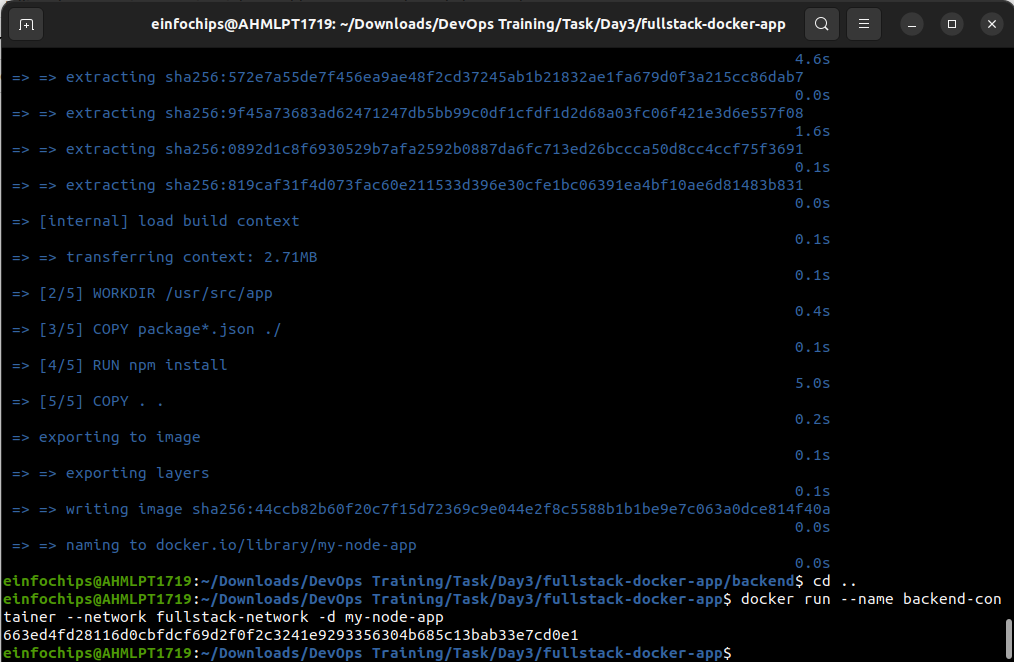 einfochips@AHMLPT1719: ~/Downloads/DevOps Training/Task/Day3/fullstack-docker-app
4.6s
=> => extracting sha256:572e7a55de7f456ea9ae48f2cd37245ab1b21832ae1fa679d0f3a215cc86dab7
0.0s
=> => extracting sha256:9f45a73683ad62471247db5bb99c0df1cfdf1d2d68a03fc06f421e3d6e557f08
1.6s
=> => extracting sha256:0892d1c8f6930529b7afa2592b0887da6fc713ed26bccca50d8cc4ccf75f3691
0.1s
=> => extracting sha256:819caf31f4d073fac60e211533d396e30cfe1bc06391ea4bf10ae6d81483b831
0.0s
=> [internal] load build context
0.1s
=> => transferring context: 2.71MB
0.1s
=> [2/5] WORKDIR /usr/src/app
0.4s
=> [3/5] COPY package*.json ./
0.1s
=> [4/5] RUN npm install
5.0s
=> [5/5] COPY . .
0.2s
=> exporting to image
0.1s
=> => exporting layers
0.1s
=> => writing image sha256:44ccb82b60f20c7f15d72369c9e044e2f8c5588b1b1be9e7c063a0dce814f40a
0.0s
=> => naming to docker.io/library/my-node-app
0.0s
einfochips@AHMLPT1719:~/Downloads/DevOps Training/Task/Day3/fullstack-docker-app/backend$ cd ..
einfochips@AHMLPT1719:~/Downloads/DevOps Training/Task/Day3/fullstack-docker-app$ docker run --name backend-con
tainer --network fullstack-network -d my-node-app
663ed4fd28116d0cbfdcf69d2f0f2c3241e9293356304b685c13bab33e7cd0e1
einfochips@AHMLPT1719:~/Downloads/DevOps Training/Task/Day3/fullstack-docker-app$